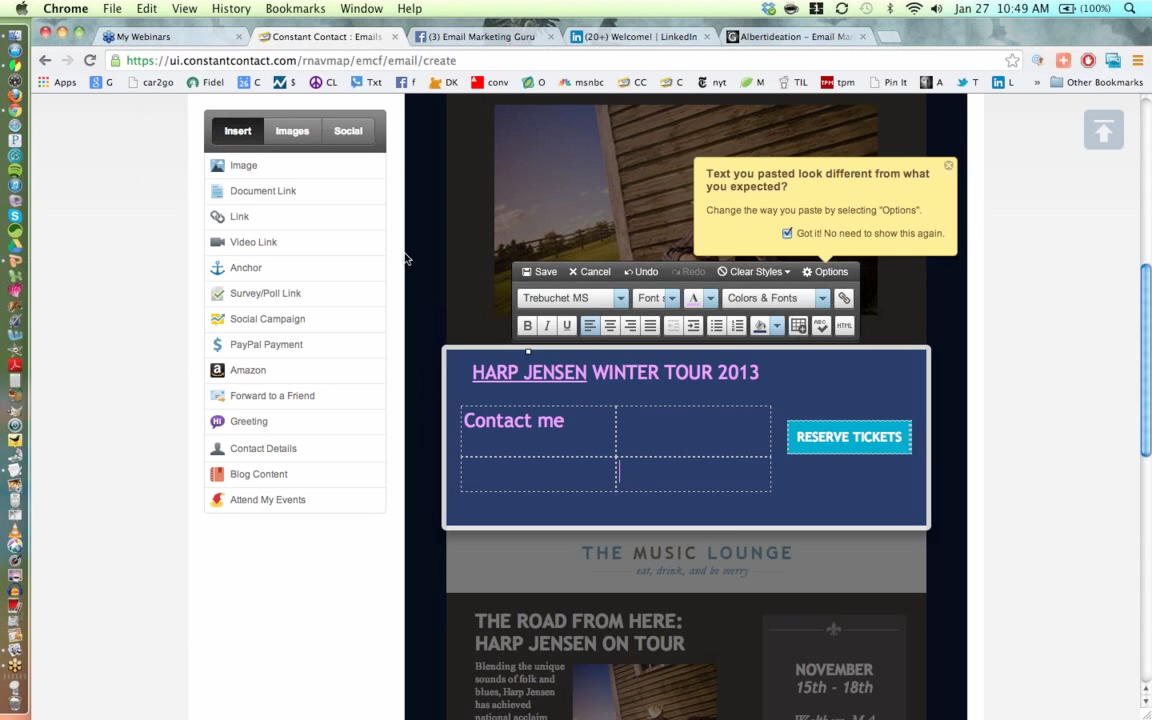 Chrome File Edit View History Bookmarks Window Help Jan 27 10:49 AM (100%)
My Webinars Constant Contact : Emails (3) Email Marketing Guru (20+) Welcome! | LinkedIn Albertideation – Email Ma
https://ui.constantcontact.com/rnavmap/emcf/email/create
Apps G car2go Fidel C $ CL Txt f DK conv O msnbc CC C nyt M TIL tpm Pin It A T L » Other Bookmarks
Insert Images Social
Image
Document Link
Link
Video Link
Anchor
Survey/Poll Link
Social Campaign
PayPal Payment
Amazon
Forward to a Friend
Greeting
Contact Details
Blog Content
Attend My Events
Text you pasted look different from what
you expected?
Change the way you paste by selecting "Options".
Got it! No need to show this again.
Save Cancel Undo Redo Clear Styles Options
Trebuchet MS Font s A Colors & Fonts
B I U ABC HTML
HARP JENSEN WINTER TOUR 2013
Contact me
RESERVE TICKETS
THE MUSIC LOUNGE
eat, drink, and be merry
THE ROAD FROM HERE:
HARP JENSEN ON TOUR
Blending the unique
sounds of folk and
blues, Harp Jensen
has achieved
national acclaim
NOVEMBER
15th - 18th
Waltham, MA